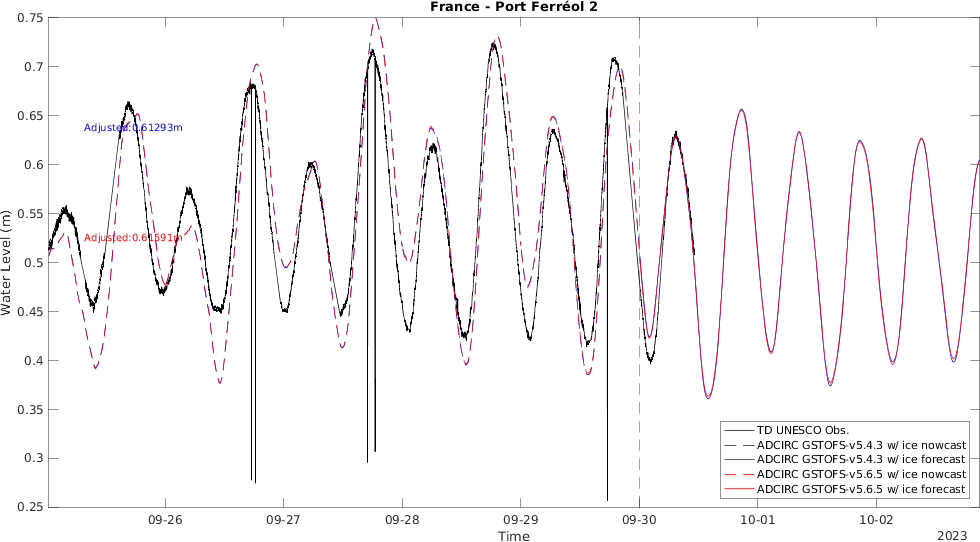 France - Port Ferréol 2
0.75
0.7
0.65
0.6
0.55
0.5
0.45
0.4
0.35
0.3
0.25
Water Level (m)
Adjusted:0.61293m
Adjusted:0.61591m
TD UNESCO Obs.
ADCIRC GSTOFS-v5.4.3 w/ ice nowcast
ADCIRC GSTOFS-v5.4.3 w/ ice forecast
ADCIRC GSTOFS-v5.6.5 w/ ice nowcast
ADCIRC GSTOFS-v5.6.5 w/ ice forecast
09-26 09-27 09-28 09-29 09-30 10-01 10-02
Time
2023